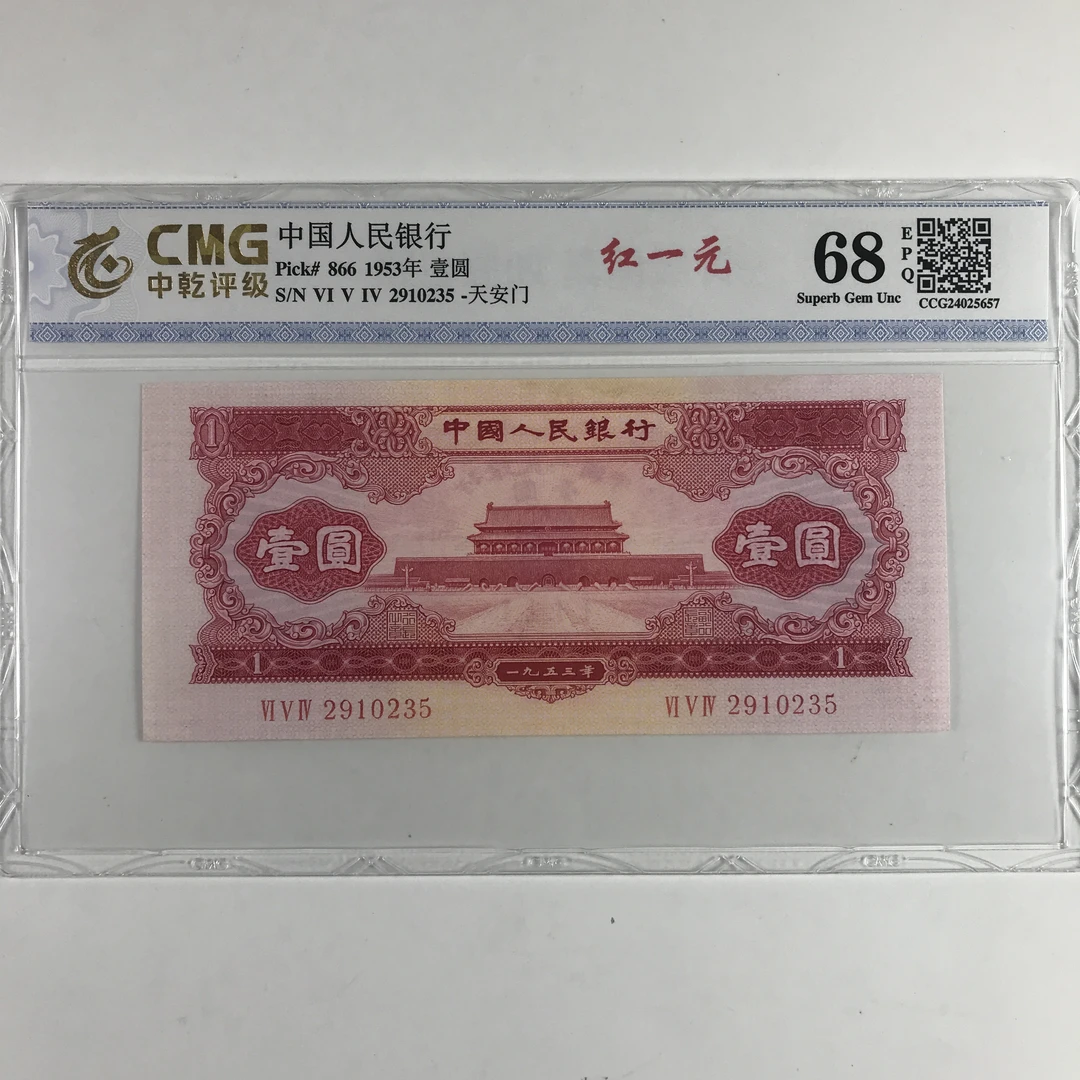 CMG
中乾评级
中国人民银行
Pick# 866 1953年 壹圆
S/N VI V IV 2910235 -天安门
红一元
68
EPQ
Superb Gem Unc
CCG24025657
1
中國人民銀行
1
壹圓
壹圓
1
一九五三年
1
VI V IV 2910235
VI V IV 2910235